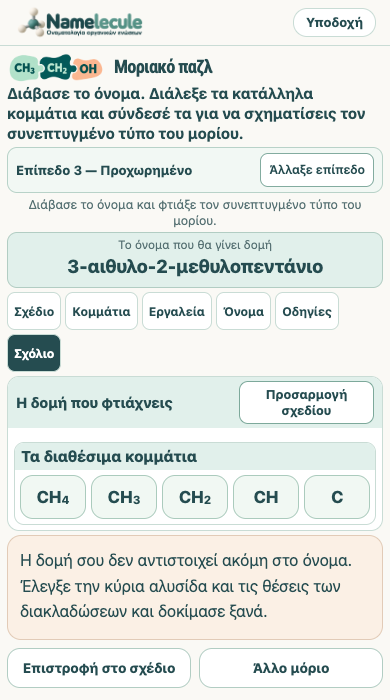 Namelecule
Ονοματολογία οργανικών ενώσεων
Υποδοχή
CH₃ CH₂ OH Μοριακό παζλ
Διάβασε το όνομα. Διάλεξε τα κατάλληλα
κομμάτια και σύνδεσέ τα για να σχηματίσεις τον
συνεπτυγμένο τύπο του μορίου.
Επίπεδο 3 — Προχωρημένο
Άλλαξε επίπεδο
Διάβασε το όνομα και φτιάξε τον συνεπτυγμένο τύπο του
μορίου.
Το όνομα που θα γίνει δομή
3-αιθυλο-2-μεθυλοπεντάνιο
Σχέδιο Κομμάτια Εργαλεία Όνομα Οδηγίες
Σχόλιο
Η δομή που φτιάχνεις
Προσαρμογή
σχεδίου
Τα διαθέσιμα κομμάτια
CH₄ CH₃ CH₂ CH C
Η δομή σου δεν αντιστοιχεί ακόμη στο όνομα.
Έλεγξε την κύρια αλυσίδα και τις θέσεις των
διακλαδώσεων και δοκίμασε ξανά.
Επιστροφή στο σχέδιο Άλλο μόριο